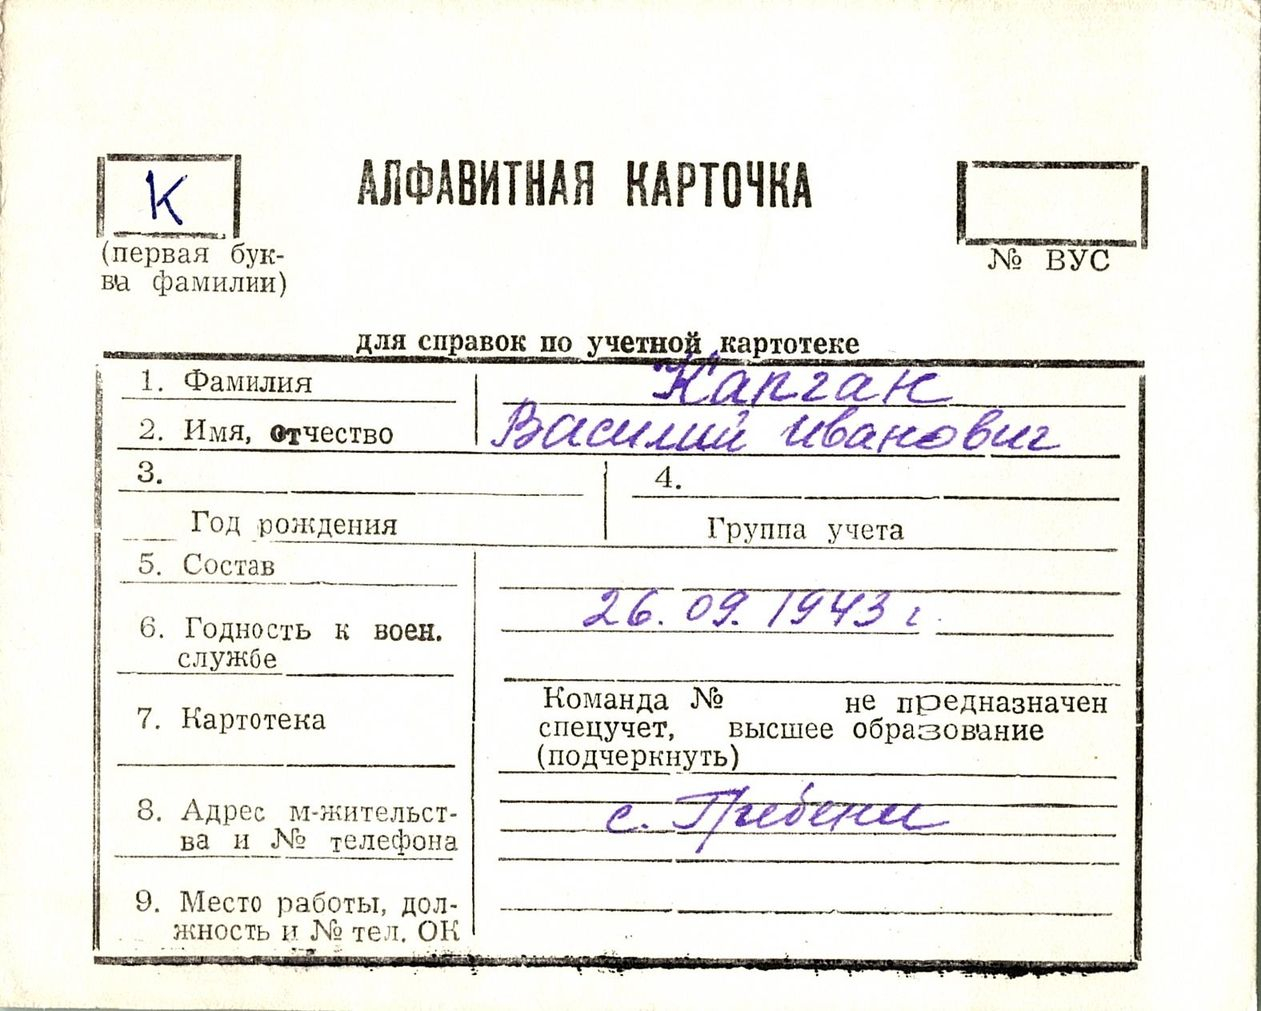 К
АЛФАВИТНАЯ КАРТОЧКА
(первая бук-
ва фамилии)
№ ВУС
для справок по учетной картотеке
1. Фамилия
Капган
2. Имя, отчество
Василий Иванович
3.
4.
Год рождения
Группа учета
5. Состав
26.09.1943 г.
6. Годность к воен.
службе
7. Картотека
Команда № не предназначен
спецучет, высшее образование
(подчеркнуть)
8. Адрес м-жительст-
ва и № телефона
с. Гребени
9. Место работы, дол-
жность и № тел. ОК